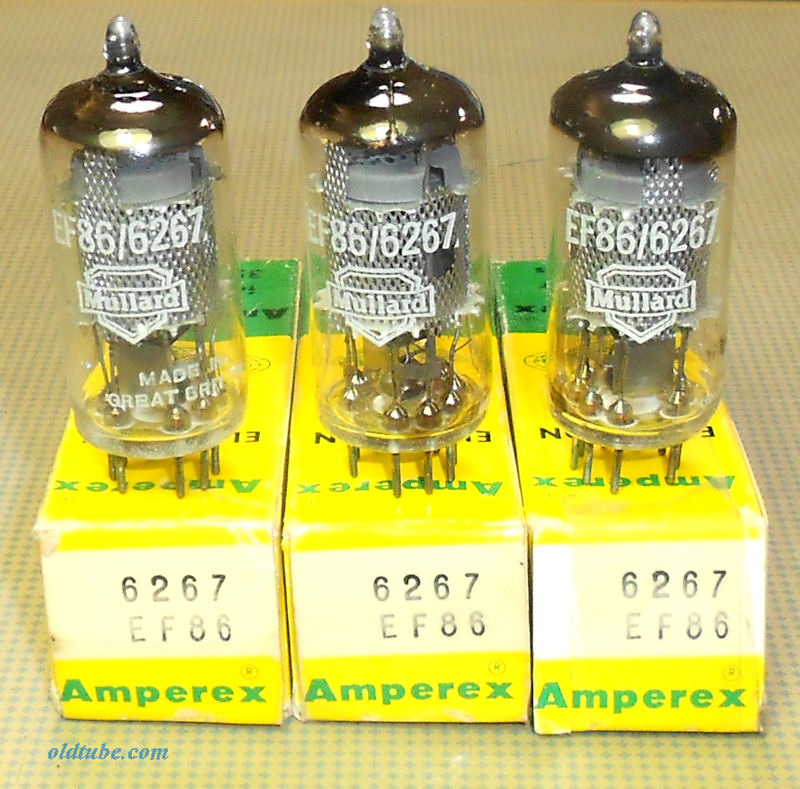 EF86/6267
Mullard
MADE IN
GREAT BRIT
EF86/6267
Mullard
EF86/6267
Mullard
Amperex
Amperex
Amperex
6267
EF86
Amperex ®
6267
EF86
Amperex ®
6267
EF86
Amperex ®
oldtube.com